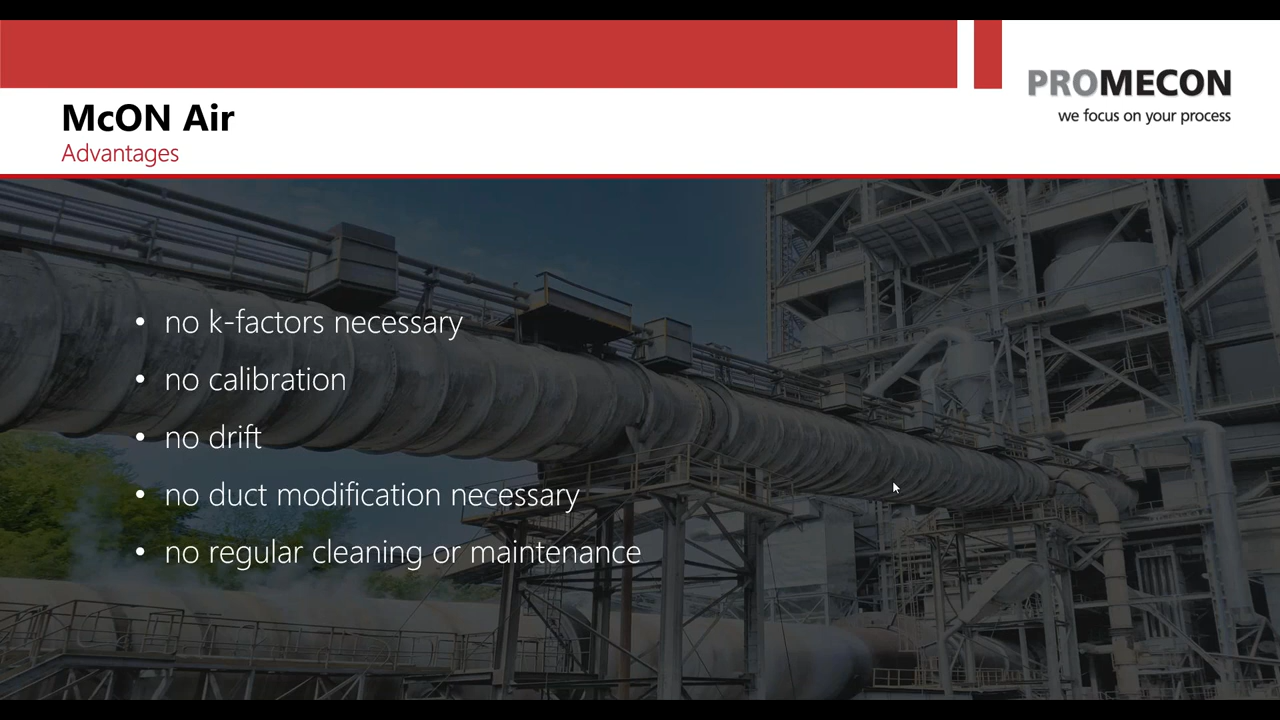 PROMECON
we focus on your process
McON Air
Advantages
• no k-factors necessary
• no calibration
• no drift
• no duct modification necessary
• no regular cleaning or maintenance